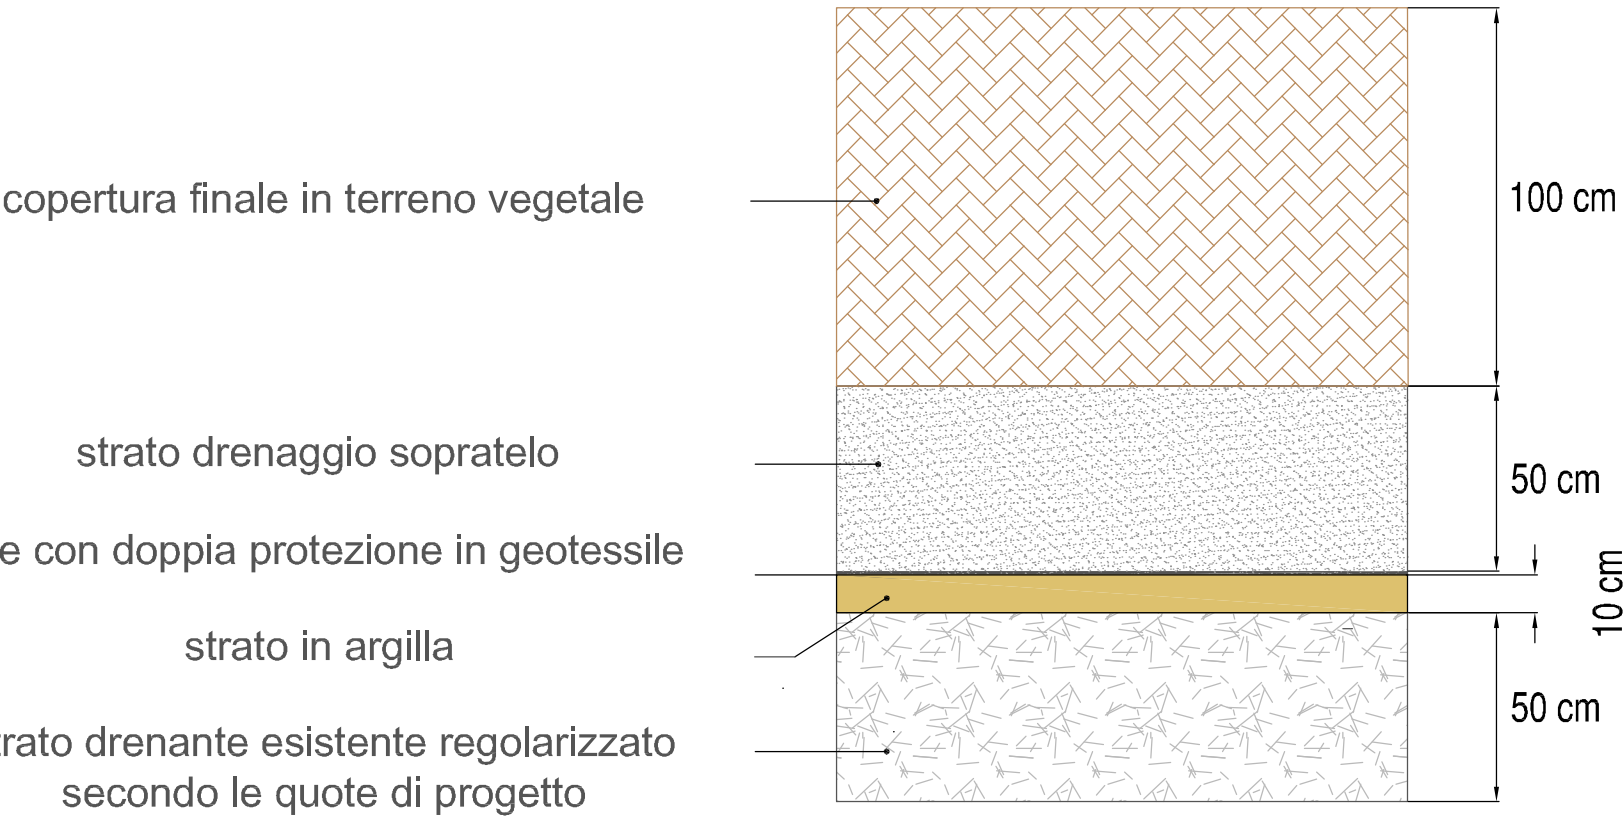 copertura finale in terreno vegetale
100 cm
strato drenaggio sopratelo
50 cm
e con doppia protezione in geotessile
10 cm
strato in argilla
trato drenante esistente regolarizzato
secondo le quote di progetto
50 cm